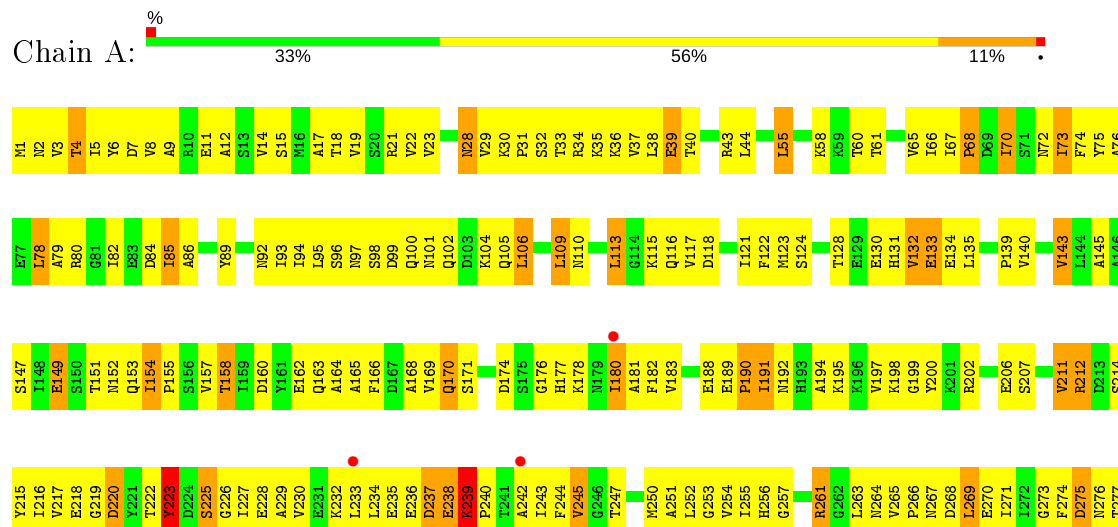 %
Chain A:
33% 56% 11% •
M1 N2 V3 T4 I5 Y6 D7 V8 A9 R10 E11 A12 S13 V14 S15 M16 A17 T18 V19 S20 R21 V22 V23 N28 V29 K30 P31 S32 T33 R34 K35 K36 V37 L38 E39 T40 R43 L44 L55 K58 K59 T60 T61 V65 I66 I67 P68 D69 I70 S71 N72 I73 F74 Y75 A76
E77 L78 A79 R80 G81 I82 E83 D84 I85 A86 Y89 N92 I93 I94 L95 S96 N97 S98 D99 Q100 N101 Q102 D103 K104 Q105 L106 L109 N110 L113 G114 K115 Q116 V117 D118 I121 F122 M123 S124 T128 E129 E130 H131 V132 E133 E134 L135 P139 V140 V143 L144 A145 A146
S147 I148 E149 S150 T151 N152 Q153 I154 P155 S156 V157 T158 I159 D160 Y161 E162 Q163 A164 A165 F166 D167 A168 V169 Q170 S171 D174 S175 G176 H177 K178 N179 I180 A181 F182 V183 E188 E189 P190 I191 N192 H193 A194 K195 K196 V197 K198 G199 Y200 K201 R202 E206 S207 V211 R212 D213 S214
Y215 I216 V217 E218 G219 D220 Y221 T222 Y223 D224 S225 G226 I227 E228 A229 V230 E231 K232 L233 L234 E235 E236 D237 E238 K239 P240 T241 A242 I243 F244 V245 G246 T247 M250 A251 L252 G253 V254 I255 H256 G257 R261 G262 L263 N264 V265 P266 N267 D268 L269 E270 I271 I272 G273 F274 D275 N276 T277